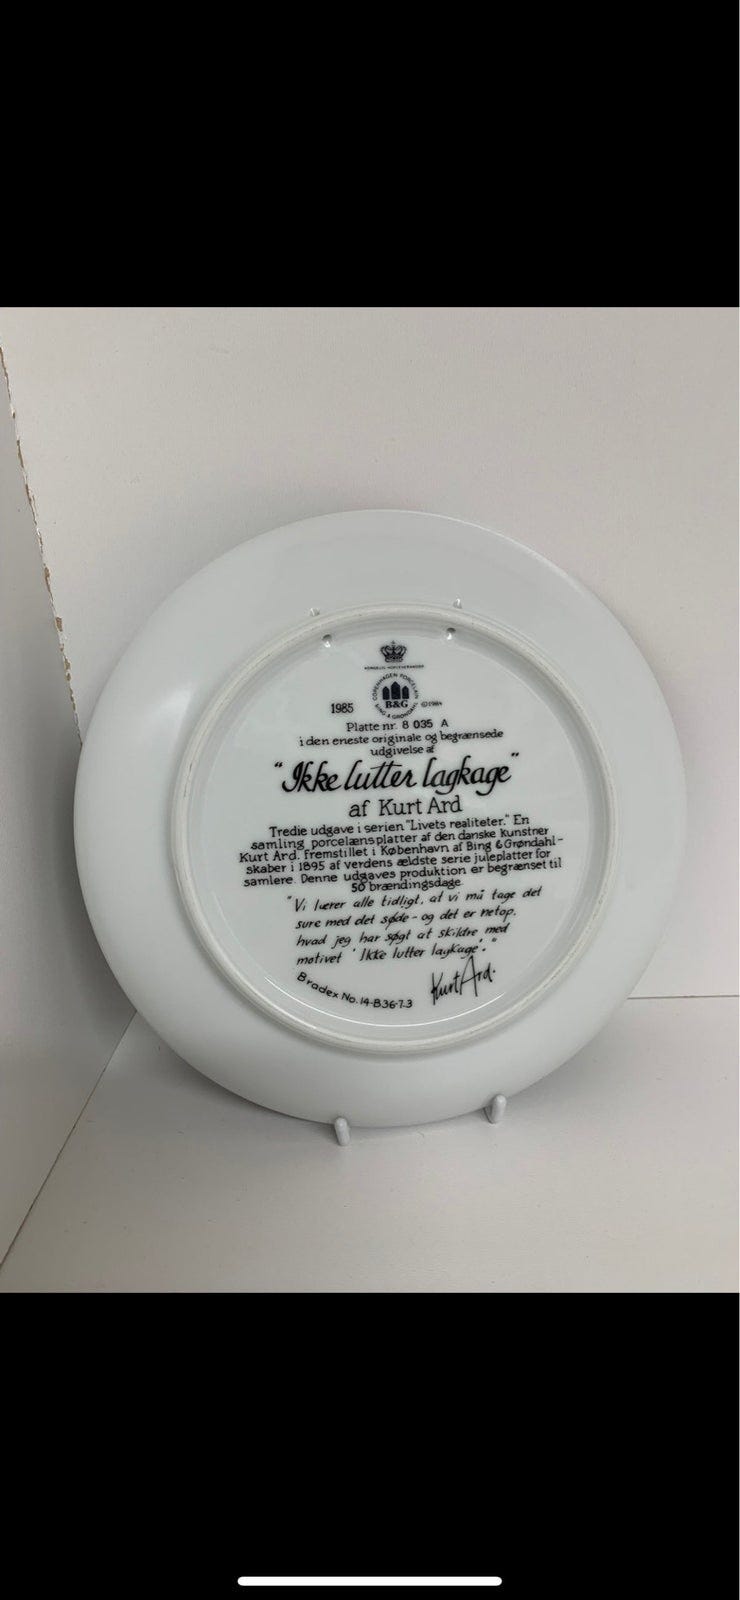 KONGELIG HOFLEVERANDØR
COPENHAGEN PORCELAIN
B&G
BING & GRØNDAHL
1985
©1984
Platte nr. 8 035 A
i den eneste originale og begrænsede
udgivelse af
"Ikke lutter lagkage"
af Kurt Ard
Tredie udgave i serien "Livets realiteter." En
samling porcelænsplatter af den danske kunstner
Kurt Ard. Fremstillet i København af Bing & Grøndahl-
skaber i 1895 af verdens ældste serie juleplatter for
samlere. Denne udgaves produktion er begrænset til
50 brændingsdage.
"Vi lærer alle tidligt, at vi må tage det
sure med det søde - og det er netop,
hvad jeg har søgt at skildre med
motivet 'Ikke lutter lagkage'."
Kurt Ard.
Bradex No. 14-B36-7.3